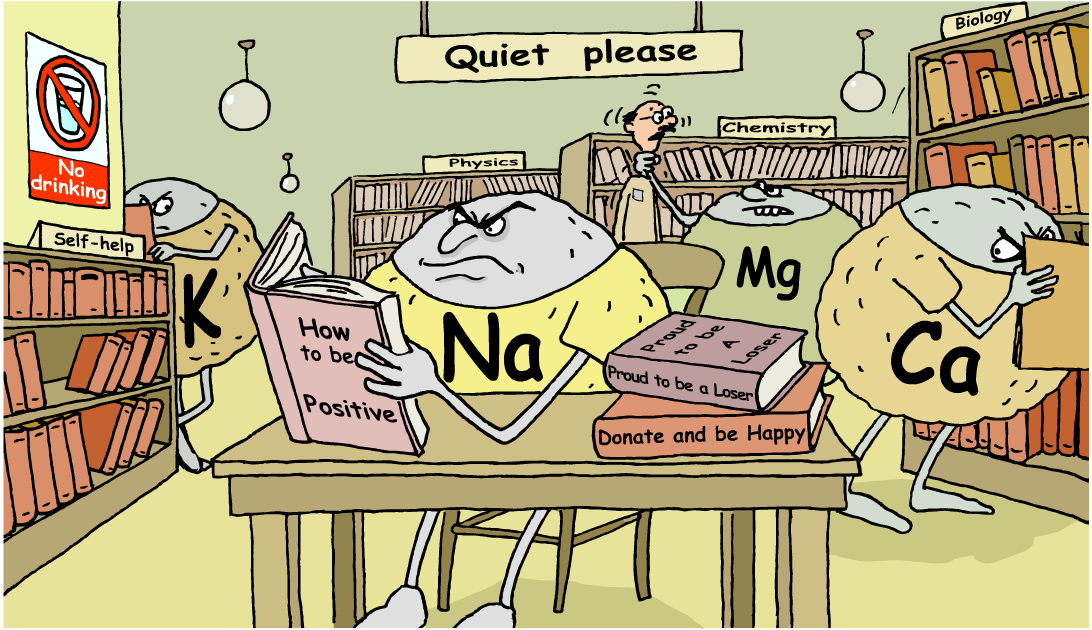 Biology
Quiet please
No
drinking
Chemistry
Physics
Self-help
K
Na
Mg
Ca
How
to be
Positive
Proud
to be
A
Loser
Proud to be a Loser
Donate and be Happy